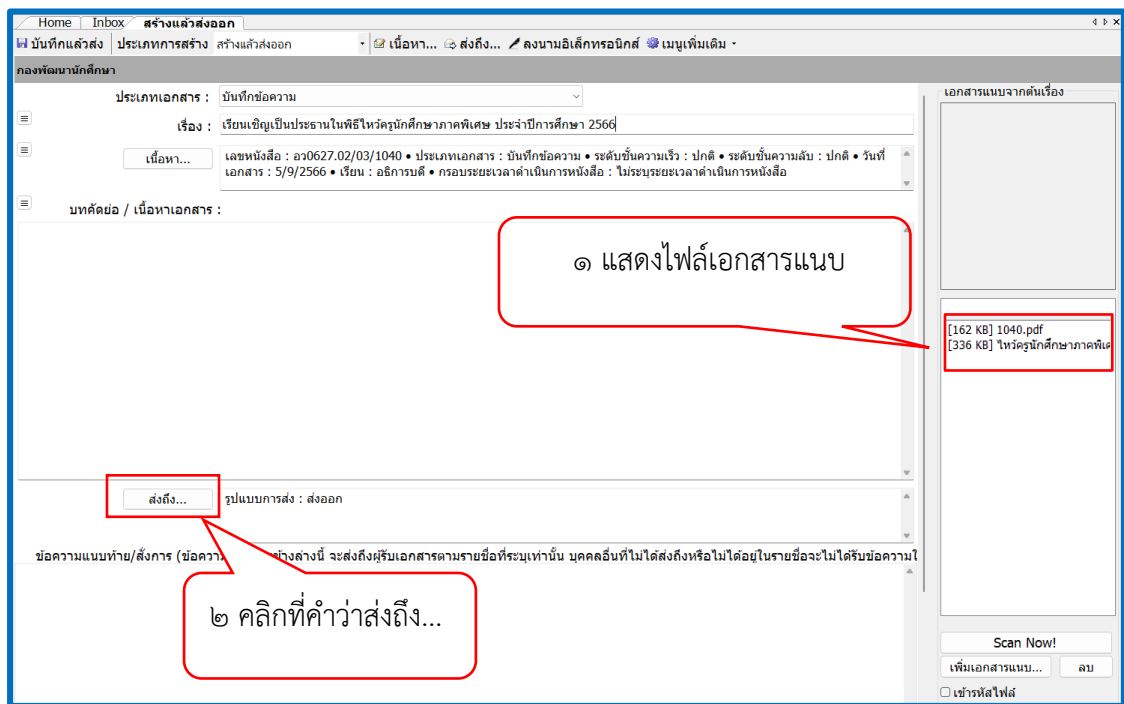 Home Inbox สร้างแล้วส่งออก
บันทึกแล้วส่ง ประเภทการสร้าง สร้างแล้วส่งออก เนื้อหา... ส่งถึง... ลงนามอิเล็กทรอนิกส์ เมนูเพิ่มเติม
กองพัฒนานักศึกษา
ประเภทเอกสาร : บันทึกข้อความ
เรื่อง : เรียนเชิญเป็นประธานในพิธีไหว้ครูนักศึกษาภาคพิเศษ ประจำปีการศึกษา 2566
เนื้อหา... เลขหนังสือ : อว0627.02/03/1040 • ประเภทเอกสาร : บันทึกข้อความ • ระดับชั้นความเร็ว : ปกติ • ระดับชั้นความลับ : ปกติ • วันที่
เอกสาร : 5/9/2566 • เรียน : อธิการบดี • กรอบระยะเวลาดำเนินการหนังสือ : ไม่ระบุระยะเวลาดำเนินการหนังสือ
บทคัดย่อ / เนื้อหาเอกสาร :
๑ แสดงไฟล์เอกสารแนบ
ส่งถึง... รูปแบบการส่ง : ส่งออก
ข้อความแนบท้าย/สั่งการ (ข้อความ ข้างล่างนี้ จะส่งถึงผู้รับเอกสารตามรายชื่อที่ระบุเท่านั้น บุคคลอื่นที่ไม่ได้ส่งถึงหรือไม่ได้อยู่ในรายชื่อจะไม่ได้รับข้อความ
๒ คลิกที่คำว่าส่งถึง...
เอกสารแนบจากต้นเรื่อง
[162 KB] 1040.pdf
[336 KB] ไหว้ครูนักศึกษาภาคพิเศ
Scan Now!
เพิ่มเอกสารแนบ... ลบ
เข้ารหัสไฟล์